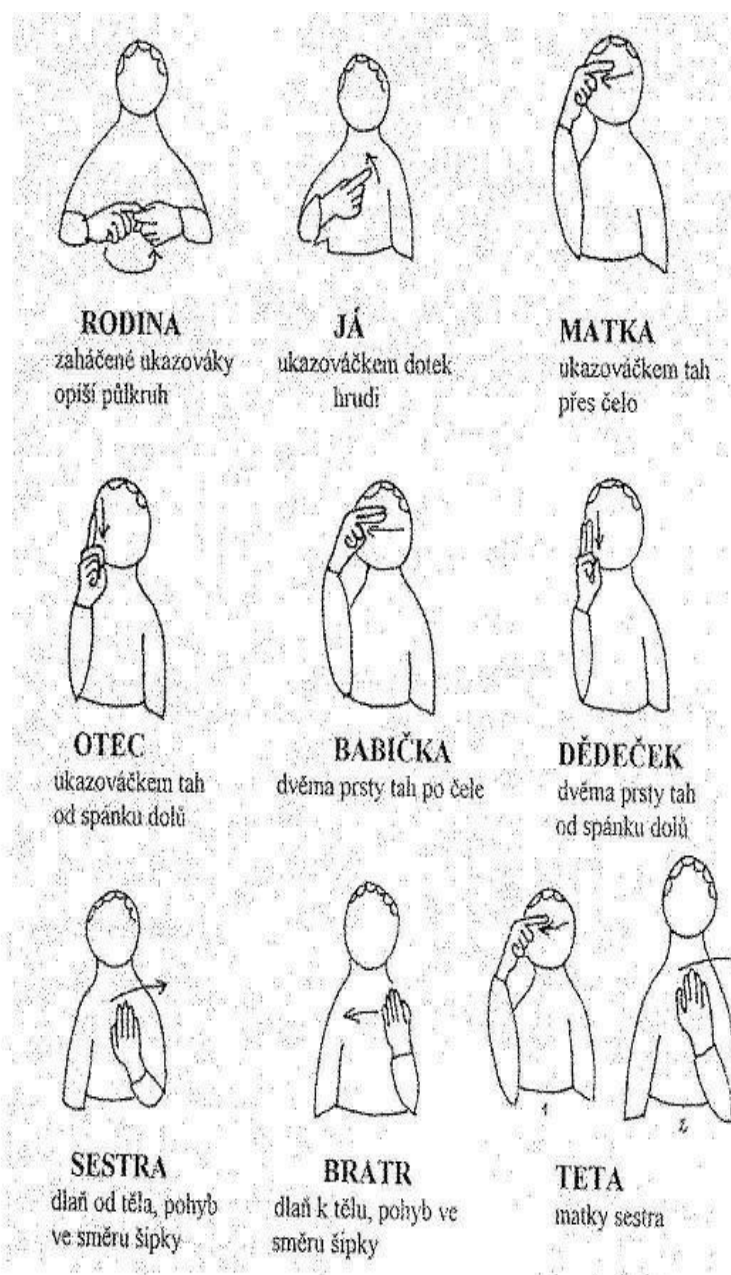 RODINA
zaháčené ukazováky
opíší půlkruh
JÁ
ukazováčkem dotek
hrudi
MATKA
ukazováčkem tah
přes čelo
OTEC
ukazováčkem tah
od spánku dolů
BABIČKA
dvěma prsty tah po čele
DĚDEČEK
dvěma prsty tah
od spánku dolů
SESTRA
dlaň od těla, pohyb
ve směru šipky
BRATR
dlaň k tělu, pohyb ve
směru šipky
1
2
TETA
matky sestra